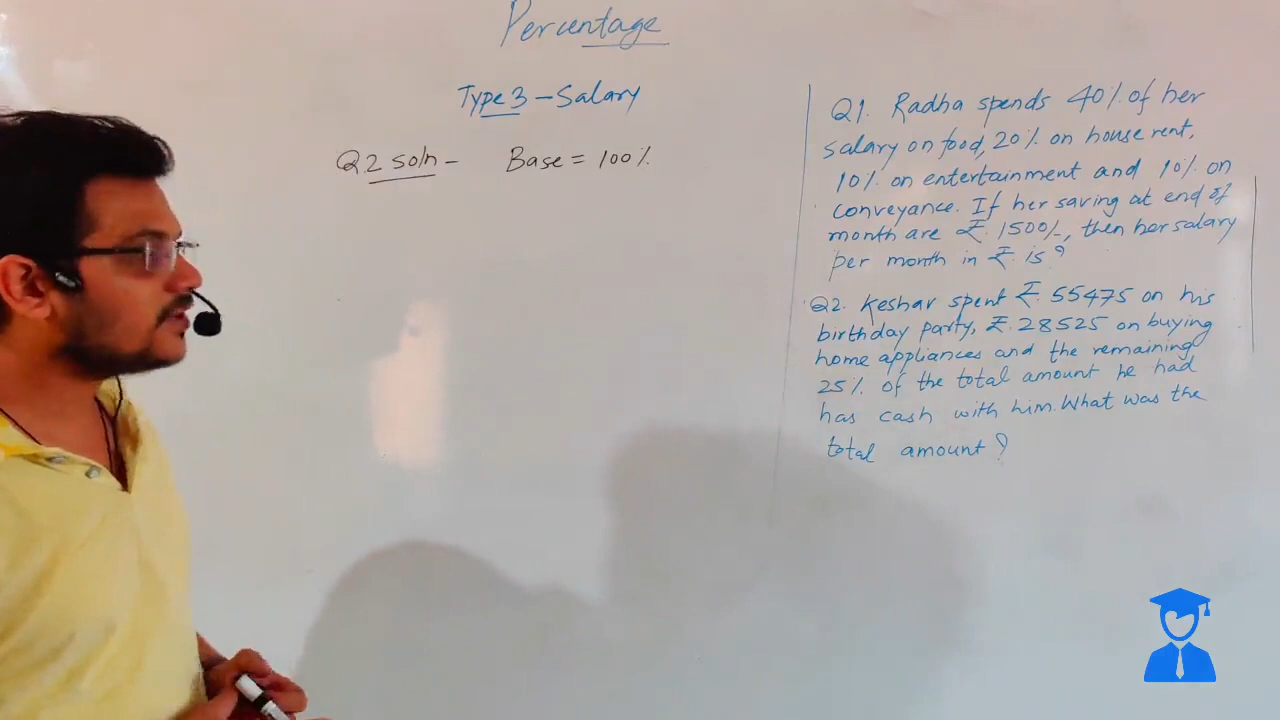 Percentage
Type 3 - Salary
Q.2 soln - Base = 100%
Q1. Radha spends 40% of her
salary on food, 20% on house rent,
10% on entertainment and 10% on
conveyance. If her saving at end of
month are ₹. 1500/-, then her salary
per month in ₹. is?
Q2. Keshav spent ₹. 55475 on his
birthday party, ₹. 28525 on buying
home appliances and the remaining
25% of the total amount he had
has cash with him. What was the
total amount?